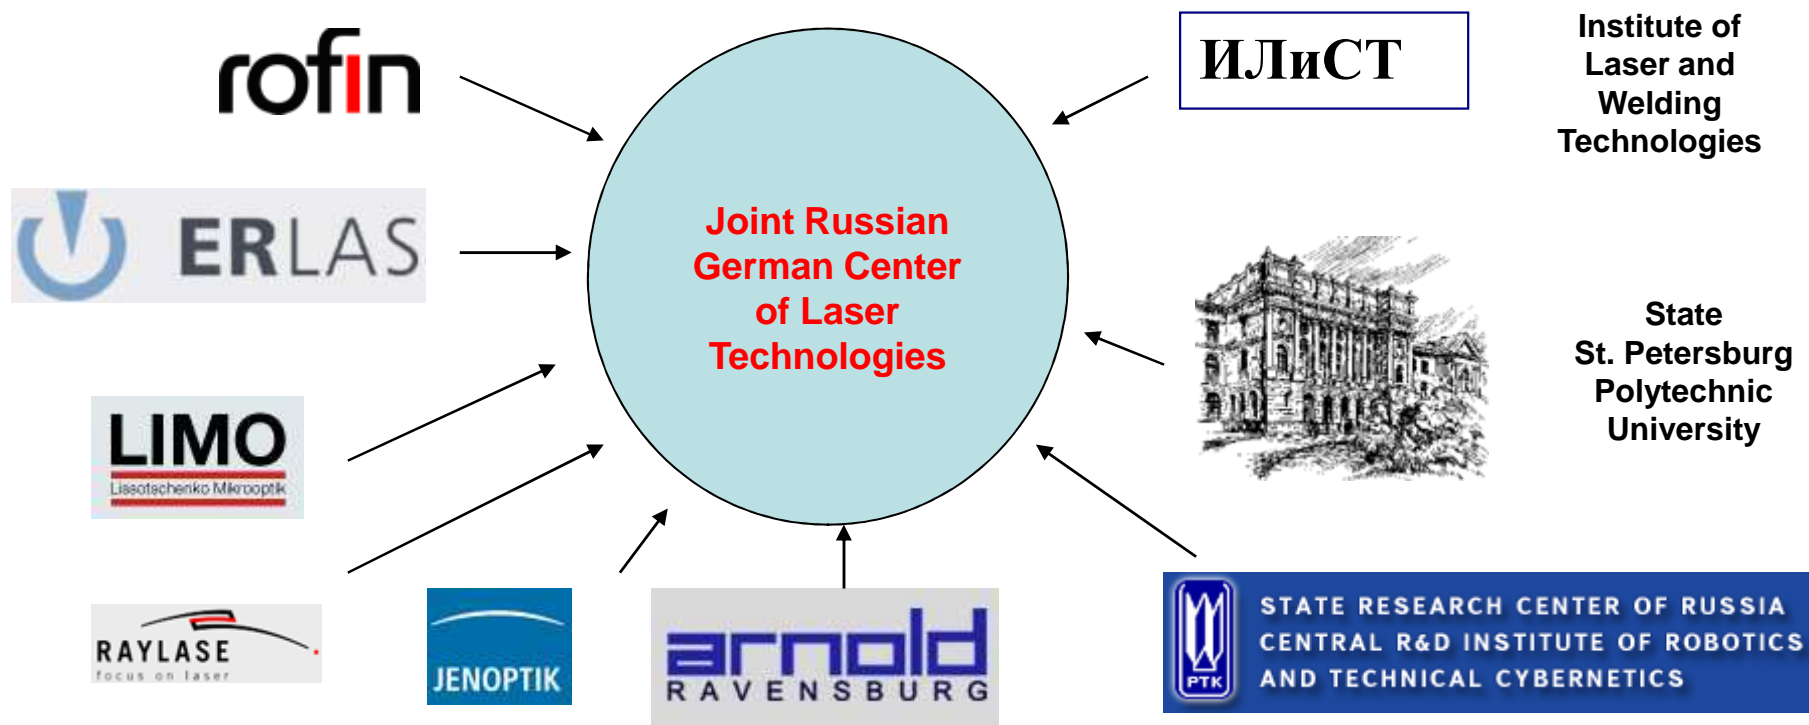 rofin
ERLAS
LIMO
Lissotschenko Mikrooptik
RAYLASE
focus on laser
JENOPTIK
arnold
RAVENSBURG
Joint Russian
German Center
of Laser
Technologies
ИЛиСТ
Institute of
Laser and
Welding
Technologies
State
St. Petersburg
Polytechnic
University
РТК
STATE RESEARCH CENTER OF RUSSIA
CENTRAL R&D INSTITUTE OF ROBOTICS
AND TECHNICAL CYBERNETICS